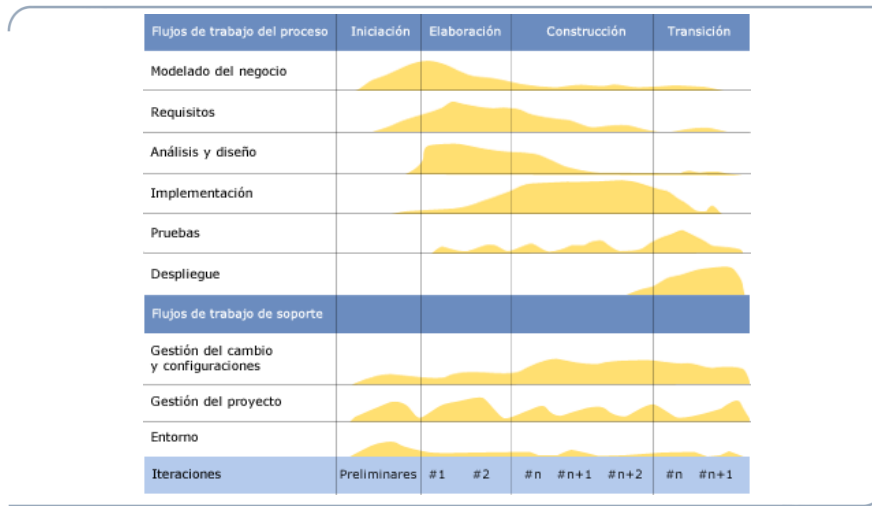 Flujos de trabajo del proceso Iniciación Elaboración Construcción Transición
Modelado del negocio
Requisitos
Análisis y diseño
Implementación
Pruebas
Despliegue
Flujos de trabajo de soporte
Gestión del cambio
y configuraciones
Gestión del proyecto
Entorno
Iteraciones Preliminares #1 #2 #n #n+1 #n+2 #n #n+1